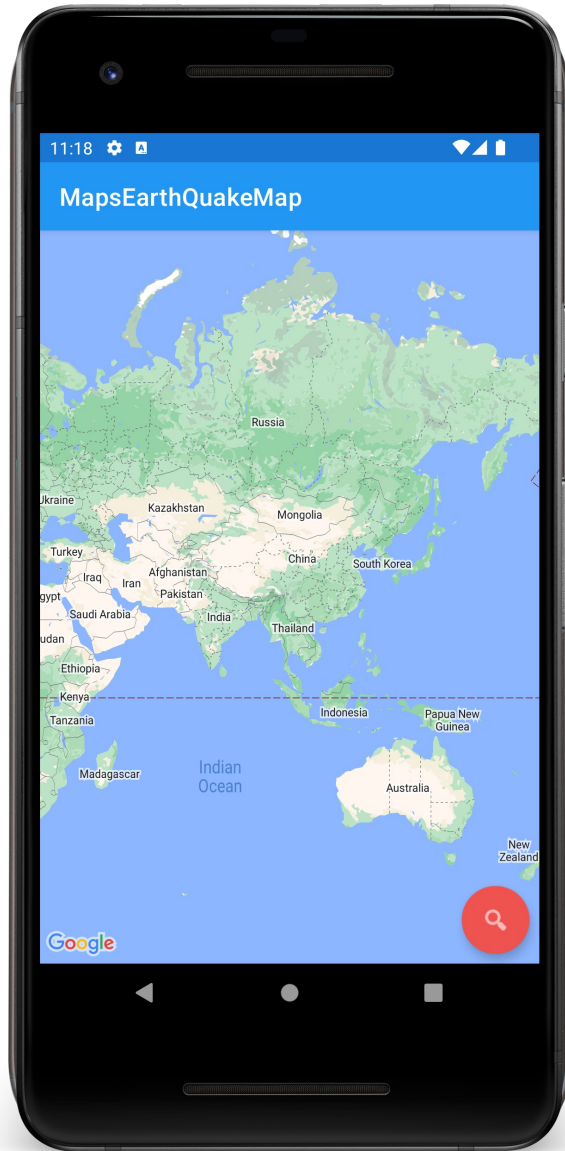 11:18
MapsEarthQuakeMap
Russia
Ukraine
Kazakhstan
Mongolia
Turkey
Iraq
Iran
Afghanistan
China
South Korea
Pakistan
gypt
Saudi Arabia
India
Thailand
udan
Ethiopia
Kenya
Tanzania
Indonesia
Papua New
Guinea
Madagascar
Indian
Ocean
Australia
New
Zealand
Google